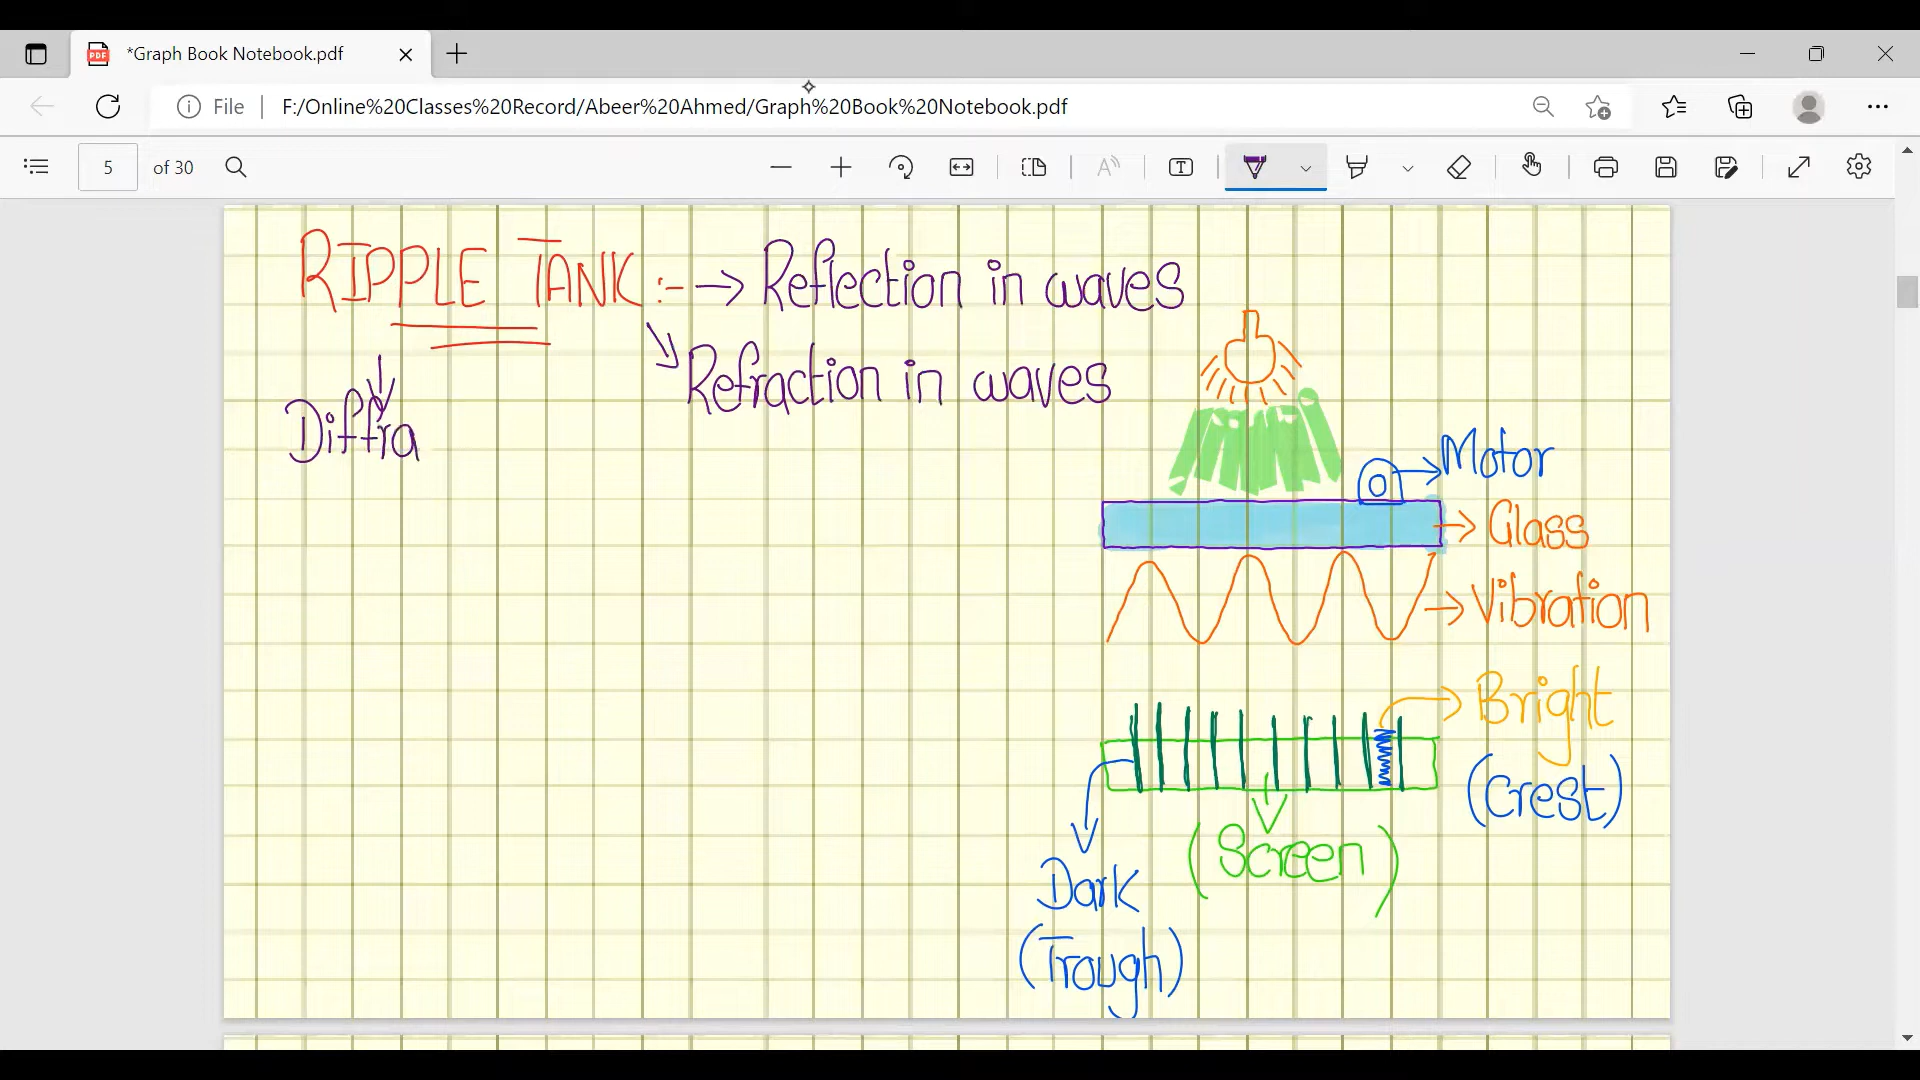 *Graph Book Notebook.pdf
File F:/Online%20Classes%20Record/Abeer%20Ahmed/Graph%20Book%20Notebook.pdf
5 of 30
RIPPLE TANK :- → Reflection in waves
Refraction in waves
Diffra
Motor
Glass
Vibration
Bright
(Crest)
(Screen)
Dark
(Trough)